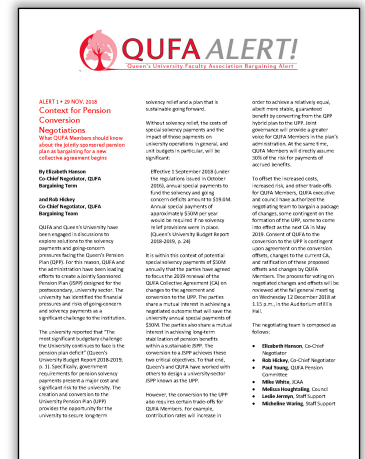 QUFA ALERT!
Queen's University Faculty Association Bargaining Alert
ALERT 1 • 29 NOV. 2018
Context for Pension
Conversion
Negotiations
What QUFA Members should know
about the jointly sponsored pension
plan as bargaining for a new
collective agreement begins
By Elizabeth Hanson
Co-Chief Negotiator, QUFA
Bargaining Term
and Rob Hickey
Co-Chief Negotiator, QUFA
Bargaining Team
QUFA and Queen's University have
been engaged in discussions to
explore solutions to the solvency
payments and going-concern
pressures facing the Queen's Pension
Plan (QPP). For this reason, QUFA and
the administration have been leading
efforts to create a Jointly Sponsored
Pension Plan (JSPP) designed for the
postsecondary university sector. The
university has identified the financial
pressures and risks of going-concern
and solvency payments as a
significant challenge to the institution.
The university reported that "The
most significant budgetary challenge
the University continues to face is the
pension plan deficit" (Queen's
University Budget Report 2018-2019,
p. 1). Specifically, government
requirements for pension solvency
payments present a major cost and
significant risk to the university. The
creation and conversion to the
University Pension Plan (UPP)
provides the opportunity for the
university to secure long-term
solvency relief and a plan that is
sustainable going forward.
Without solvency relief, the costs of
special solvency payments and the
impact of those payments on
university operations in general, and
unit budgets in particular, will be
significant:
Effective 1 September 2018 (under
the regulations issued in October
2016), annual special payments to
fund the solvency and going
concern deficits amount to $19.0M.
Annual special payments of
approximately $50M per year
would be required if no solvency
relief provisions were in place.
(Queen's University Budget Report
2018-2019, p. 24)
It is within this context of potential
special solvency payments of $50M
annually that the parties have agreed
to focus the 2019 renewal of the
QUFA Collective Agreement (CA) on
changes to the agreement and
conversion to the UPP. The parties
share a mutual interest in achieving a
negotiated outcome that will save the
university annual special payments of
$50M. The parties also share a mutual
interest in achieving long-term
stabilization of pension benefits
within a sustainable JSPP. The
conversion to a JSPP achieves these
two critical objectives. To that end,
Queen's and QUFA have worked with
others to design a university-sector
JSPP known as the UPP.
However, the conversion to the UPP
also requires certain trade-offs for
QUFA Members. For example,
contribution rates will increase in
order to achieve a relatively equal,
albeit more stable, guaranteed
benefit by converting from the QPP
hybrid plan to the UPP. Joint
governance will provide a greater
voice for QUFA Members in the plan's
administration. At the same time,
QUFA Members will directly assume
50% of the risk for payments of
accrued benefits.
To offset the increased costs,
increased risk, and other trade-offs
for QUFA Members, QUFA executive
and council have authorized the
negotiating team to bargain a package
of changes, some contingent on the
formation of the UPP, some to come
into effect as the next CA in May
2019. Consent of QUFA to the
conversion to the UPP is contingent
upon agreement on the conversion
offsets, changes to the current CA,
and ratification of these proposed
offsets and changes by QUFA
Members. The process for voting on
negotiated changes and offsets will be
reviewed at the fall general meeting
on Wednesday 12 December 2018 at
1.15 p.m., in the Auditorium of Ellis
Hall.
The negotiating team is composed as
follows:
• Elizabeth Hanson, Co-Chief
Negotiator
• Rob Hickey, Co-Chief Negotiator
• Paul Young, QUFA Pension
Committee
• Mike White, JCAA
• Melissa Houghtaling, Council
• Leslie Jermyn, Staff Support
• Micheline Waring, Staff Support